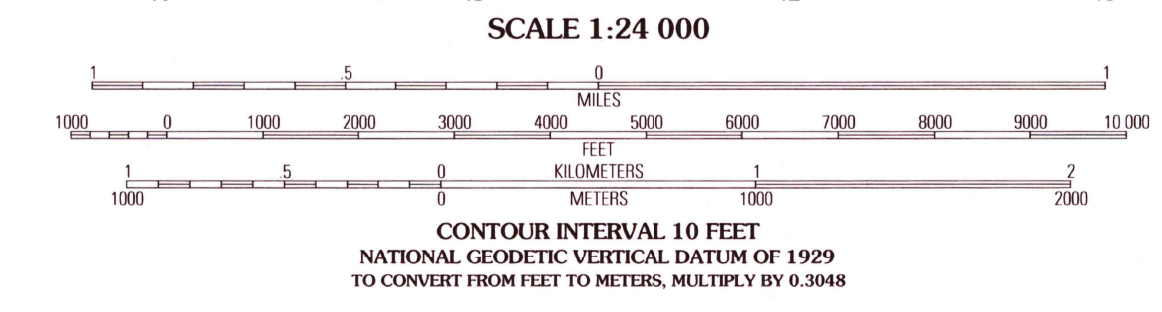 SCALE 1:24 000
1 .5 0 1
MILES
1000 0 1000 2000 3000 4000 5000 6000 7000 8000 9000 10 000
FEET
1 .5 0 KILOMETERS 1 2
1000 0 METERS 1000 2000
CONTOUR INTERVAL 10 FEET
NATIONAL GEODETIC VERTICAL DATUM OF 1929
TO CONVERT FROM FEET TO METERS, MULTIPLY BY 0.3048